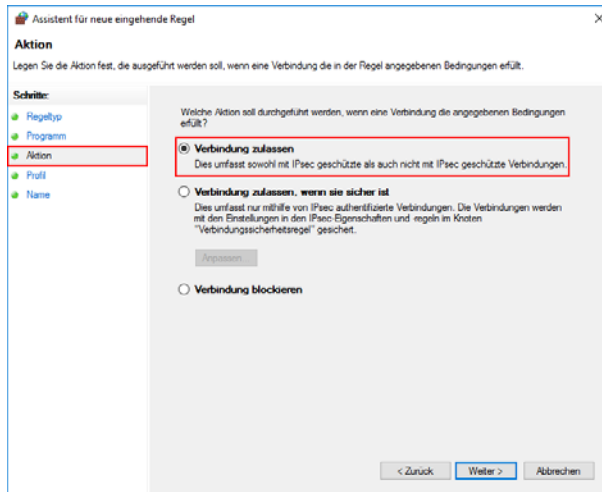 Assistent für neue eingehende Regel
Aktion
Legen Sie die Aktion fest, die ausgeführt werden soll, wenn eine Verbindung die in der Regel angegebenen Bedingungen erfüllt.
Schritte:
Regeltyp
Programm
Aktion
Profil
Name
Welche Aktion soll durchgeführt werden, wenn eine Verbindung die angegebenen Bedingungen
erfüllt?
Verbindung zulassen
Dies umfasst sowohl mit IPsec geschützte als auch nicht mit IPsec geschützte Verbindungen.
Verbindung zulassen, wenn sie sicher ist
Dies umfasst nur mithilfe von IPsec authentifizierte Verbindungen. Die Verbindungen werden
mit den Einstellungen in den IPsec-Eigenschaften und -regeln im Knoten
"Verbindungssicherheitsregel" gesichert.
Anpassen...
Verbindung blockieren
< Zurück
Weiter >
Abbrechen